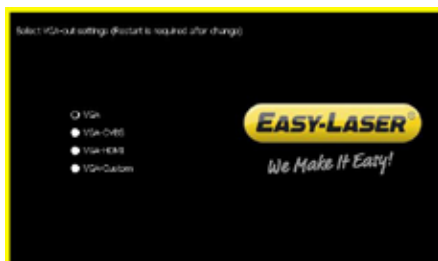 Select VGA-out settings (Restart is required after change)
VGA
VGA-CVBS
VGA-HDMI
VGA-Custom
EASY-LASER®
We Make It Easy!